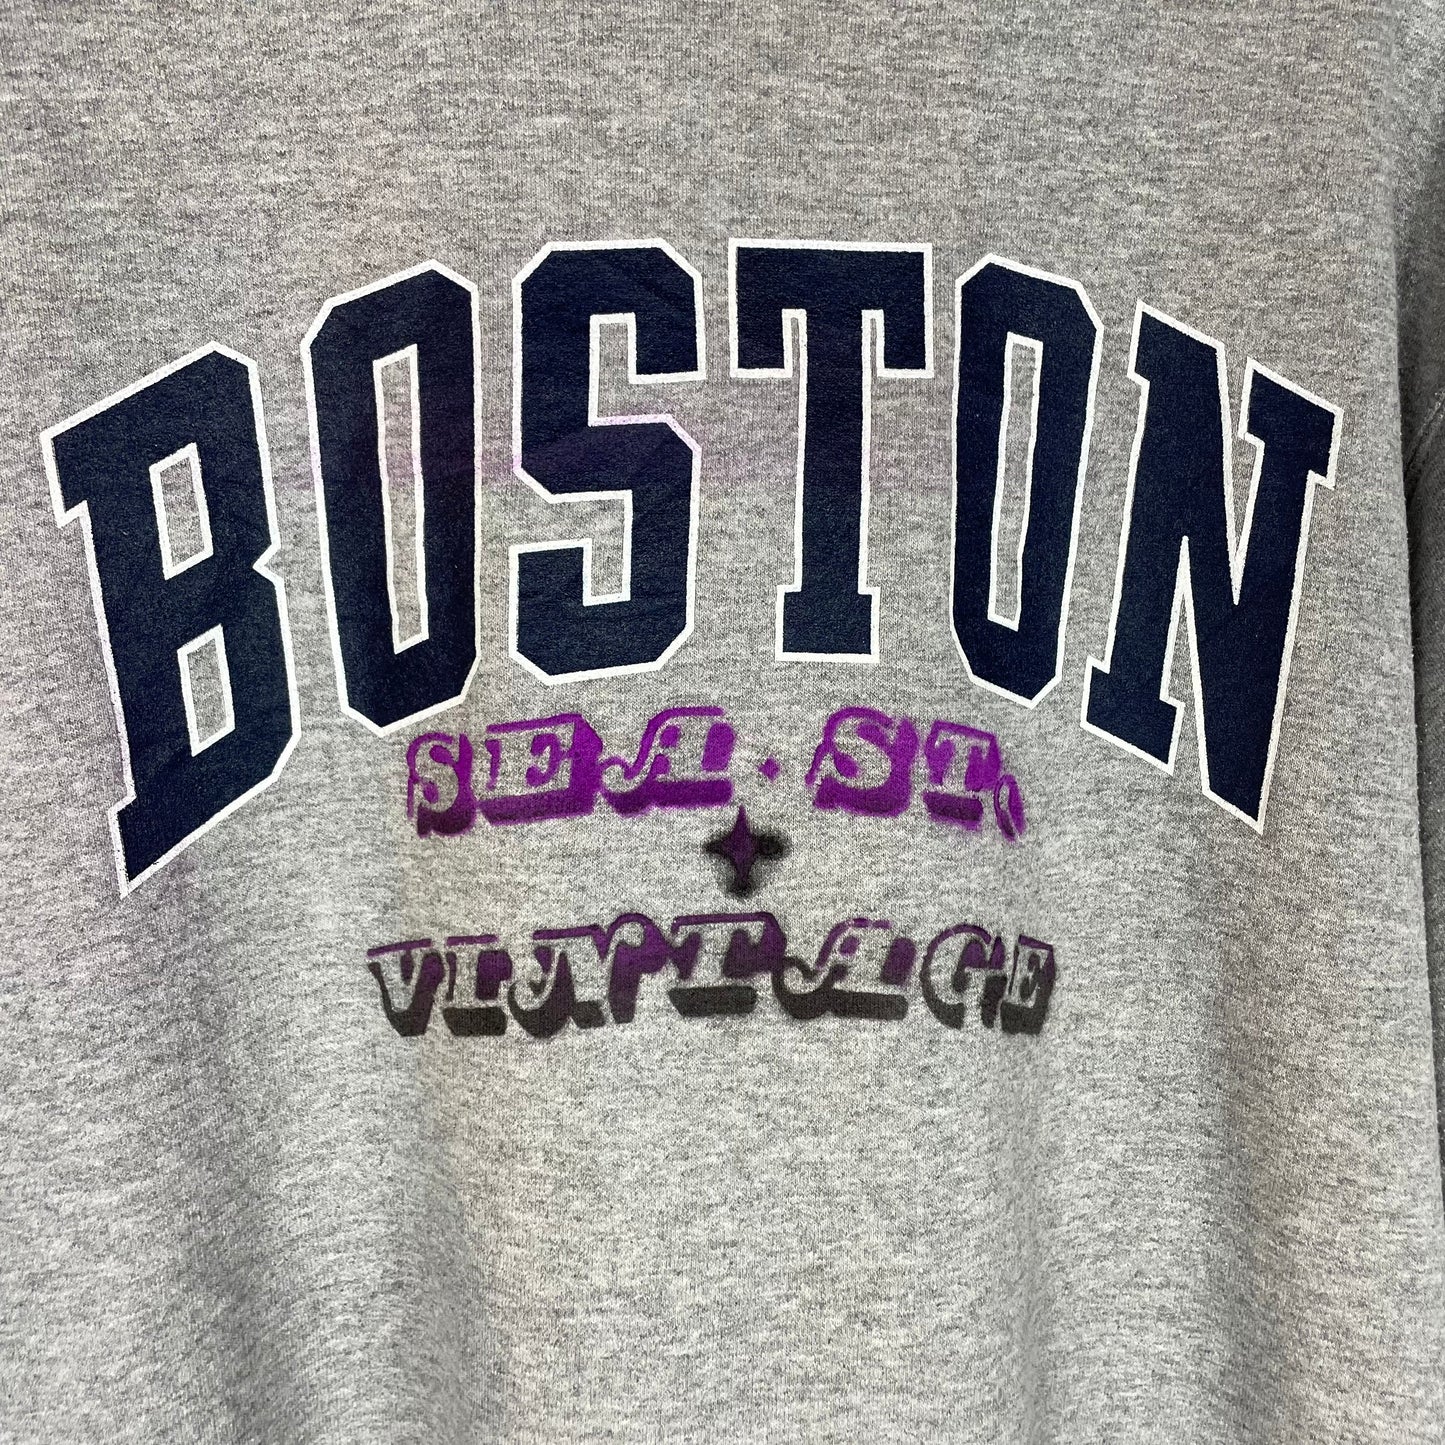 BOSTON
SEA • ST,
VINTAGE